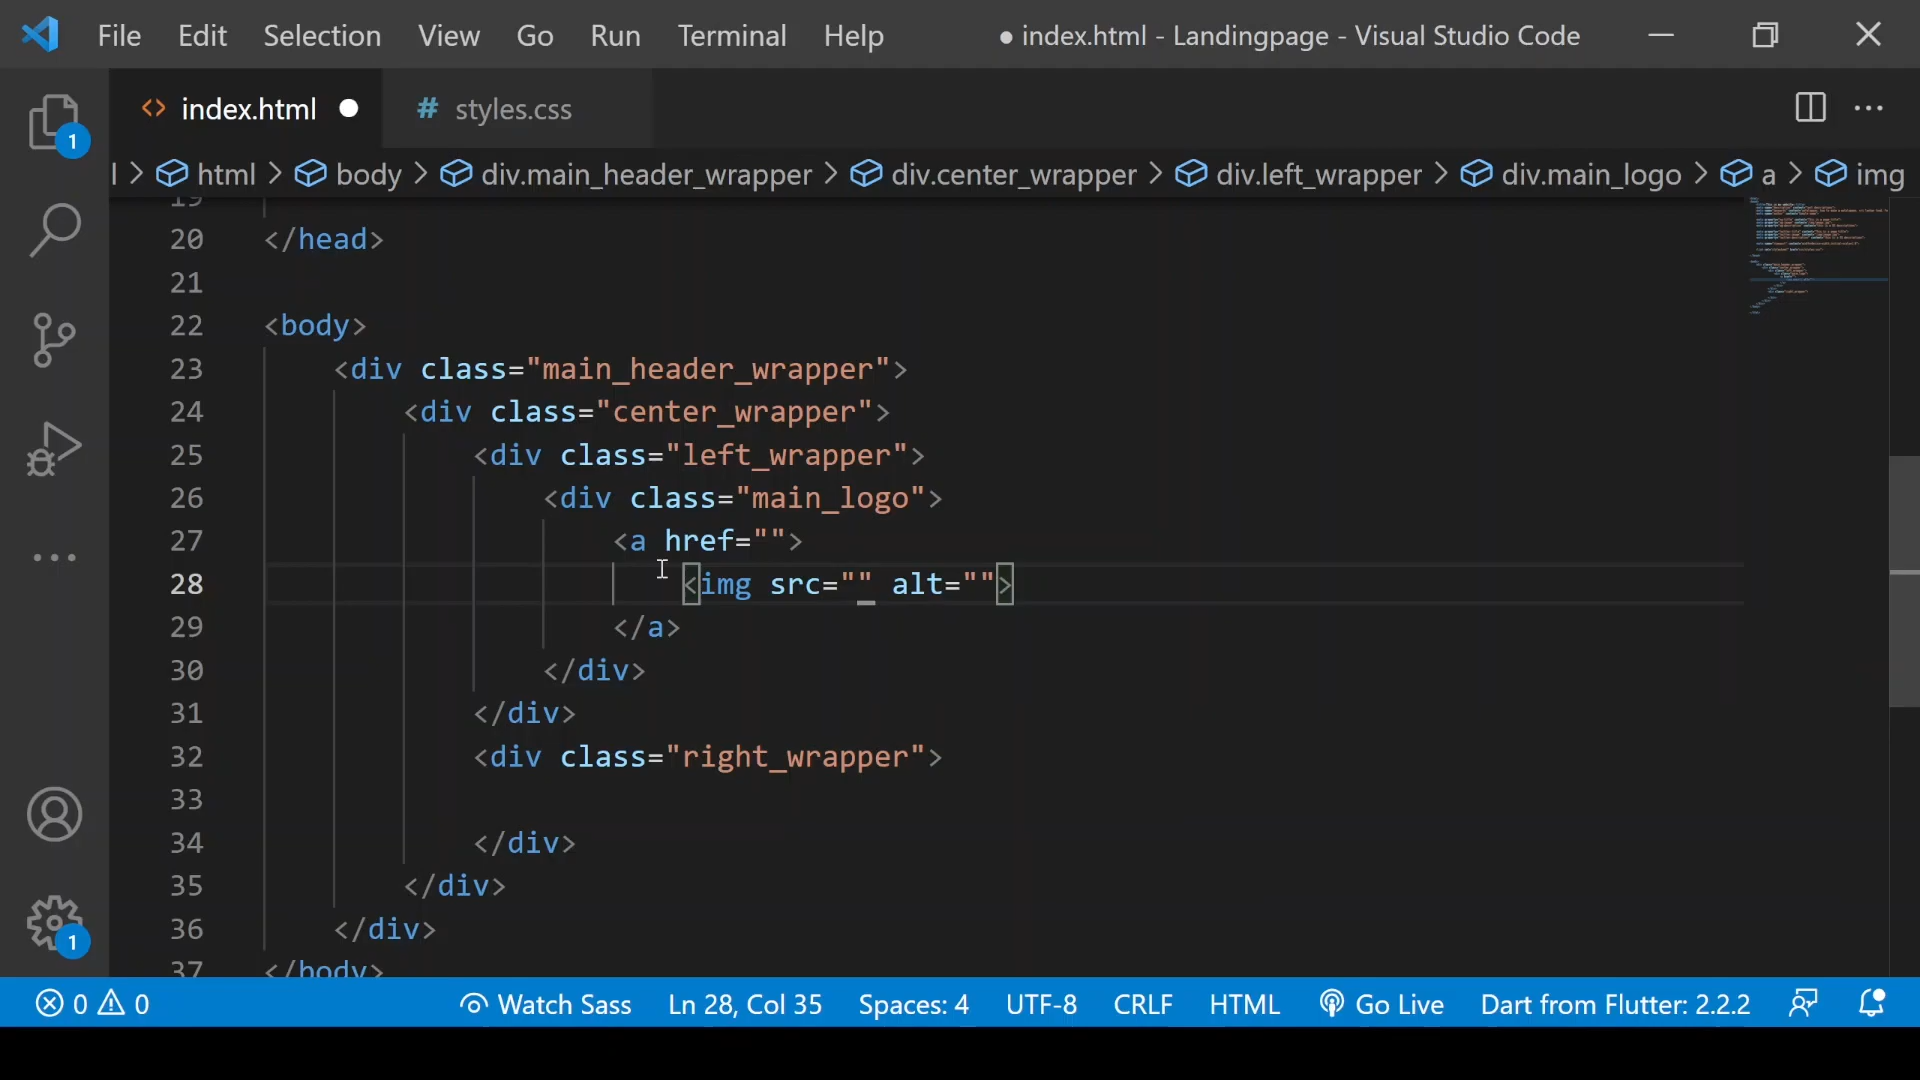 File Edit Selection View Go Run Terminal Help ● index.html - Landingpage - Visual Studio Code
<> index.html ● # styles.css ···
l > html > body > div.main_header_wrapper > div.center_wrapper > div.left_wrapper > div.main_logo > a > img
1
19
20 </head>
21
22 <body>
23 <div class="main_header_wrapper">
24 <div class="center_wrapper">
25 <div class="left_wrapper">
26 <div class="main_logo">
27 <a href="">
28 <img src="" alt="">
29 </a>
30 </div>
31 </div>
32 <div class="right_wrapper">
33
34 </div>
35 </div>
36 </div>
37 </body>
1
0 0 Watch Sass Ln 28, Col 35 Spaces: 4 UTF-8 CRLF HTML Go Live Dart from Flutter: 2.2.2